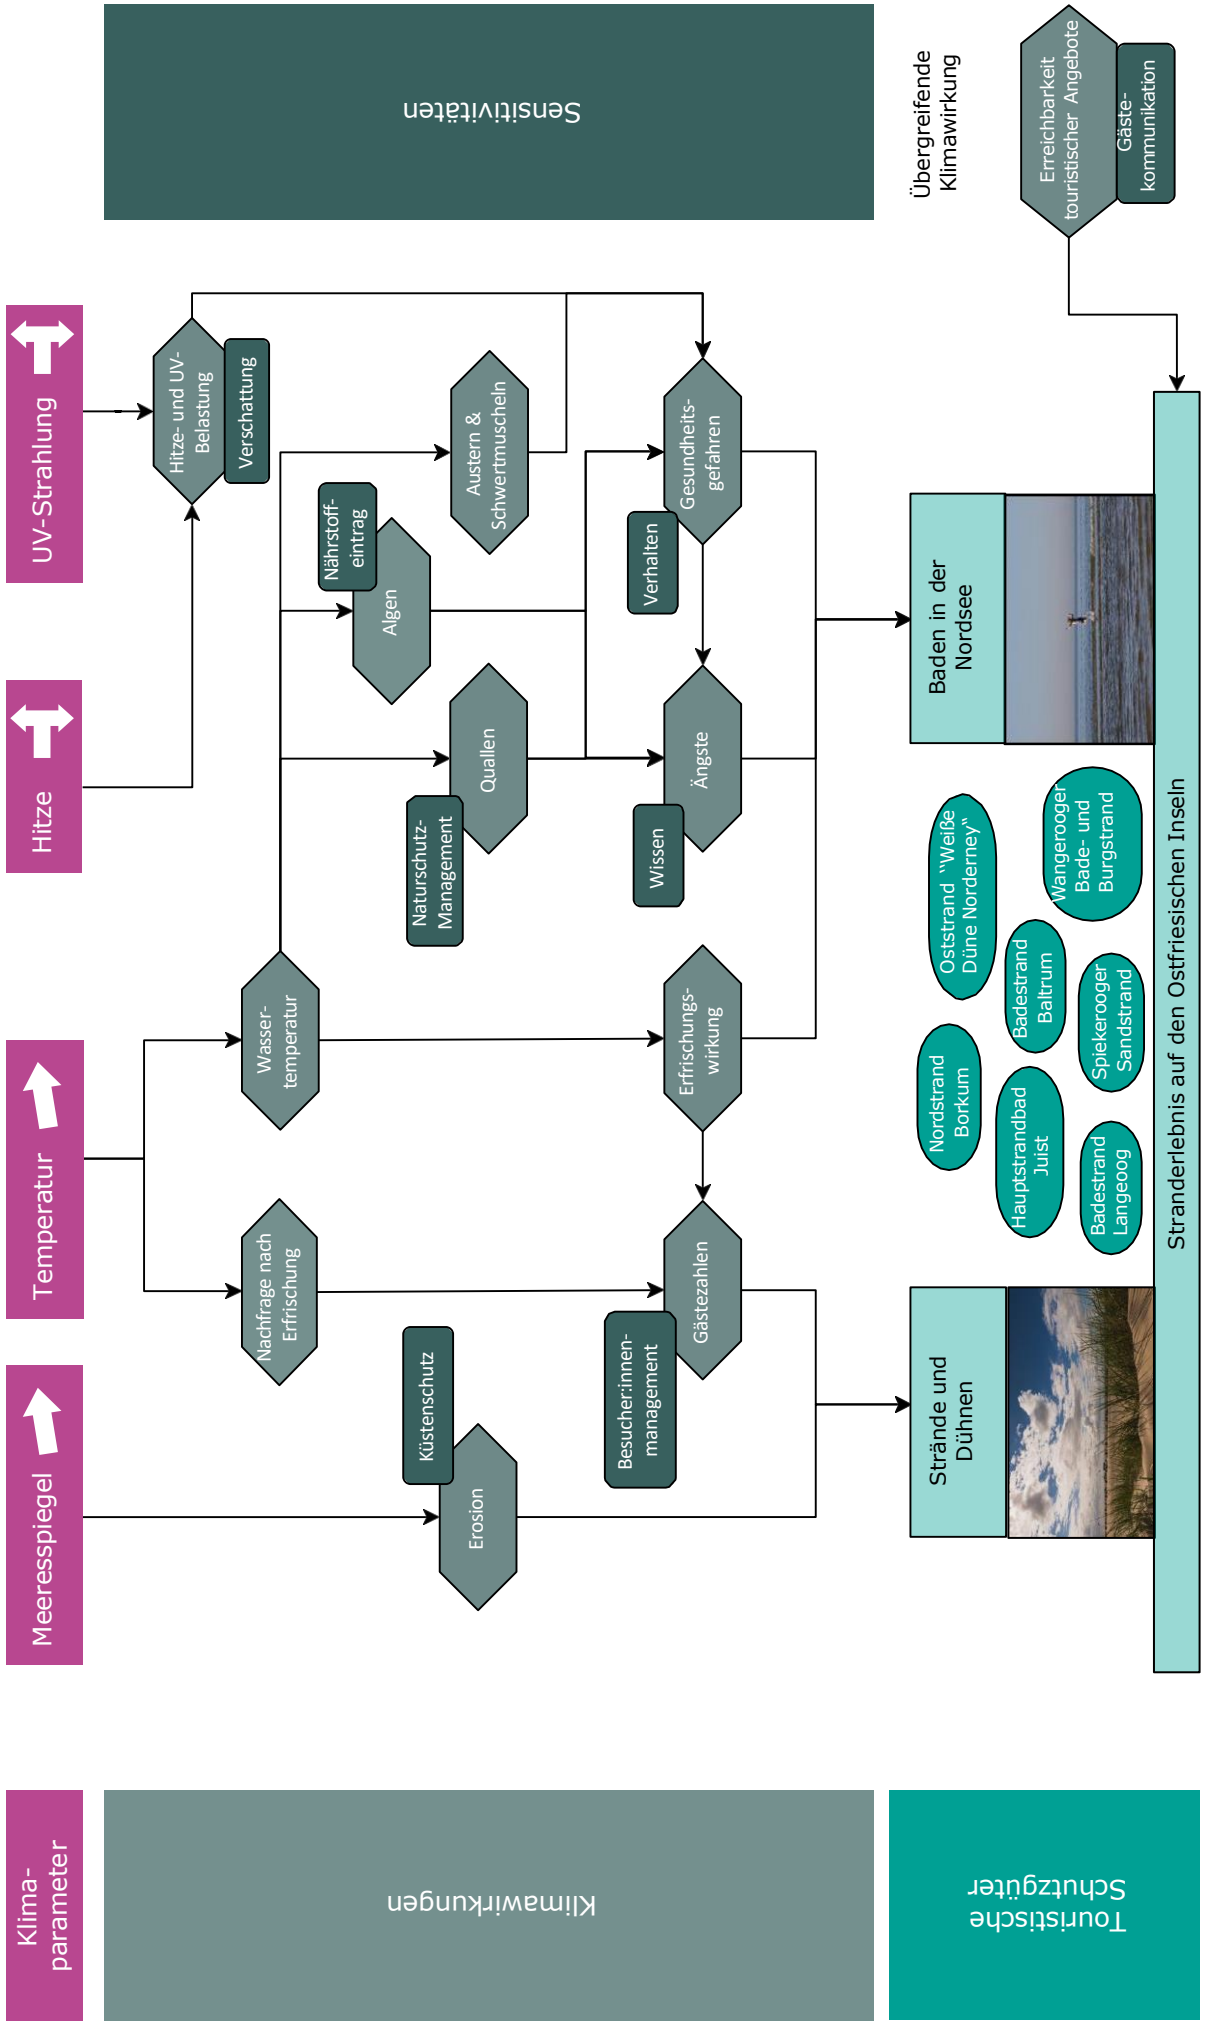 Klima-
parameter
Meeresspiegel
Temperatur
Hitze
UV-Strahlung
Klimawirkungen
Sensitivitäten
Hitze- und UV-
Belastung
Verschattung
Nachfrage nach
Erfrischung
Wasser-
temperatur
Nährstoff-
eintrag
Algen
Küstenschutz
Erosion
Naturschutz-
Management
Quallen
Austern &
Schwertmuscheln
Besucher:innen-
management
Gästezahlen
Erfrischungs-
wirkung
Wissen
Ängste
Verhalten
Gesundheits-
gefahren
Touristische
Schutzgüter
Strände und
Dühnen
Nordstrand
Borkum
Oststrand "Weiße
Düne Norderney"
Hauptstrandbad
Juist
Badestrand
Baltrum
Wangerooger
Bade- und
Burgstrand
Badestrand
Langeoog
Spiekerooger
Sandstrand
Baden in der
Nordsee
Übergreifende
Klimawirkung
Erreichbarkeit
touristischer Angebote
Gäste-
kommunikation
Stranderlebnis auf den Ostfriesischen Inseln